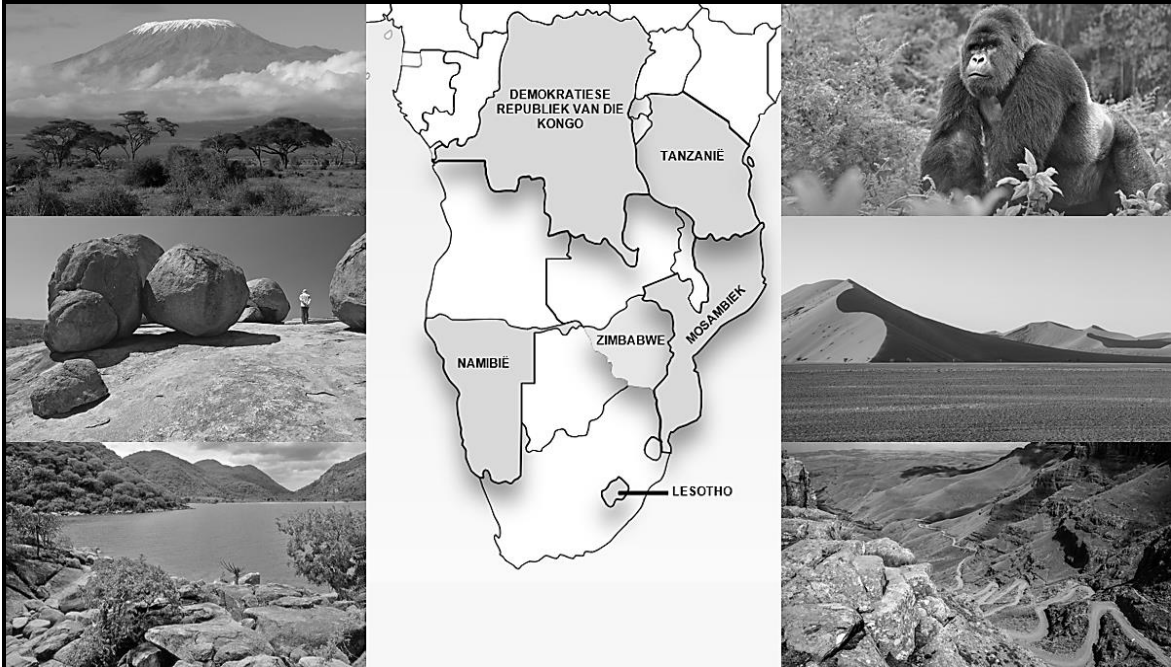 DEMOKRATIESE
REPUBLIEK VAN DIE
KONGO
TANZANIË
MOSAMBIEK
ZIMBABWE
NAMIBIË
LESOTHO